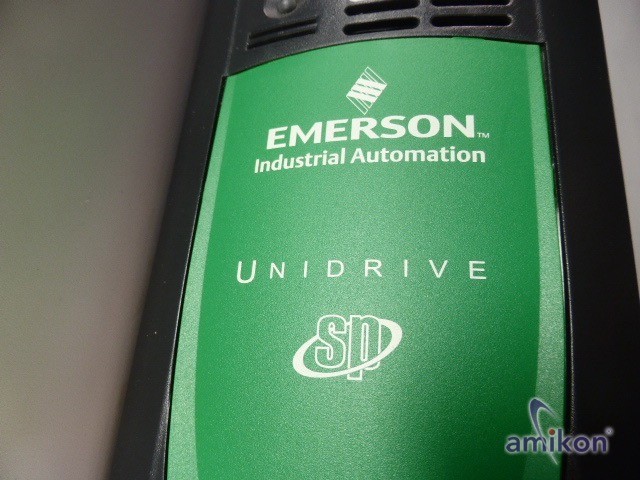 EMERSON™
Industrial Automation
UNIDRIVE
sp
amikon®